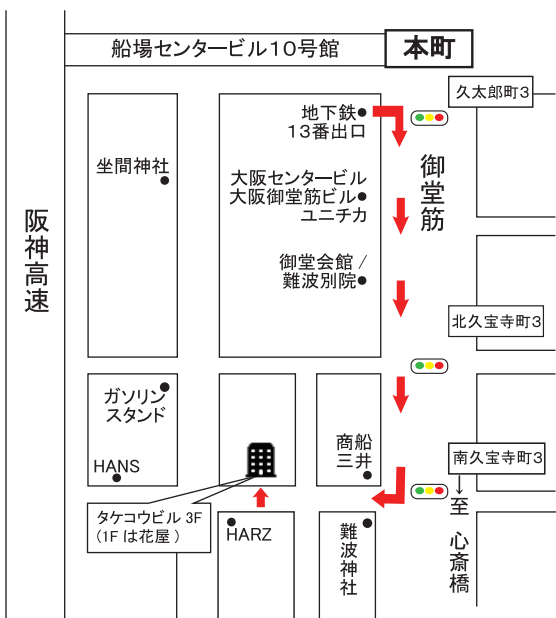 船場センタービル10号館
本町
久太郎町3
地下鉄
13番出口
坐間神社
御堂筋
大阪センタービル
大阪御堂筋ビル
ユニチカ
阪神高速
御堂会館 /
難波別院
北久宝寺町3
ガソリン
スタンド
商船
三井
HANS
南久宝寺町3
タケコウビル 3F
(1F は花屋 )
HARZ
難波神社
↓至 心斎橋